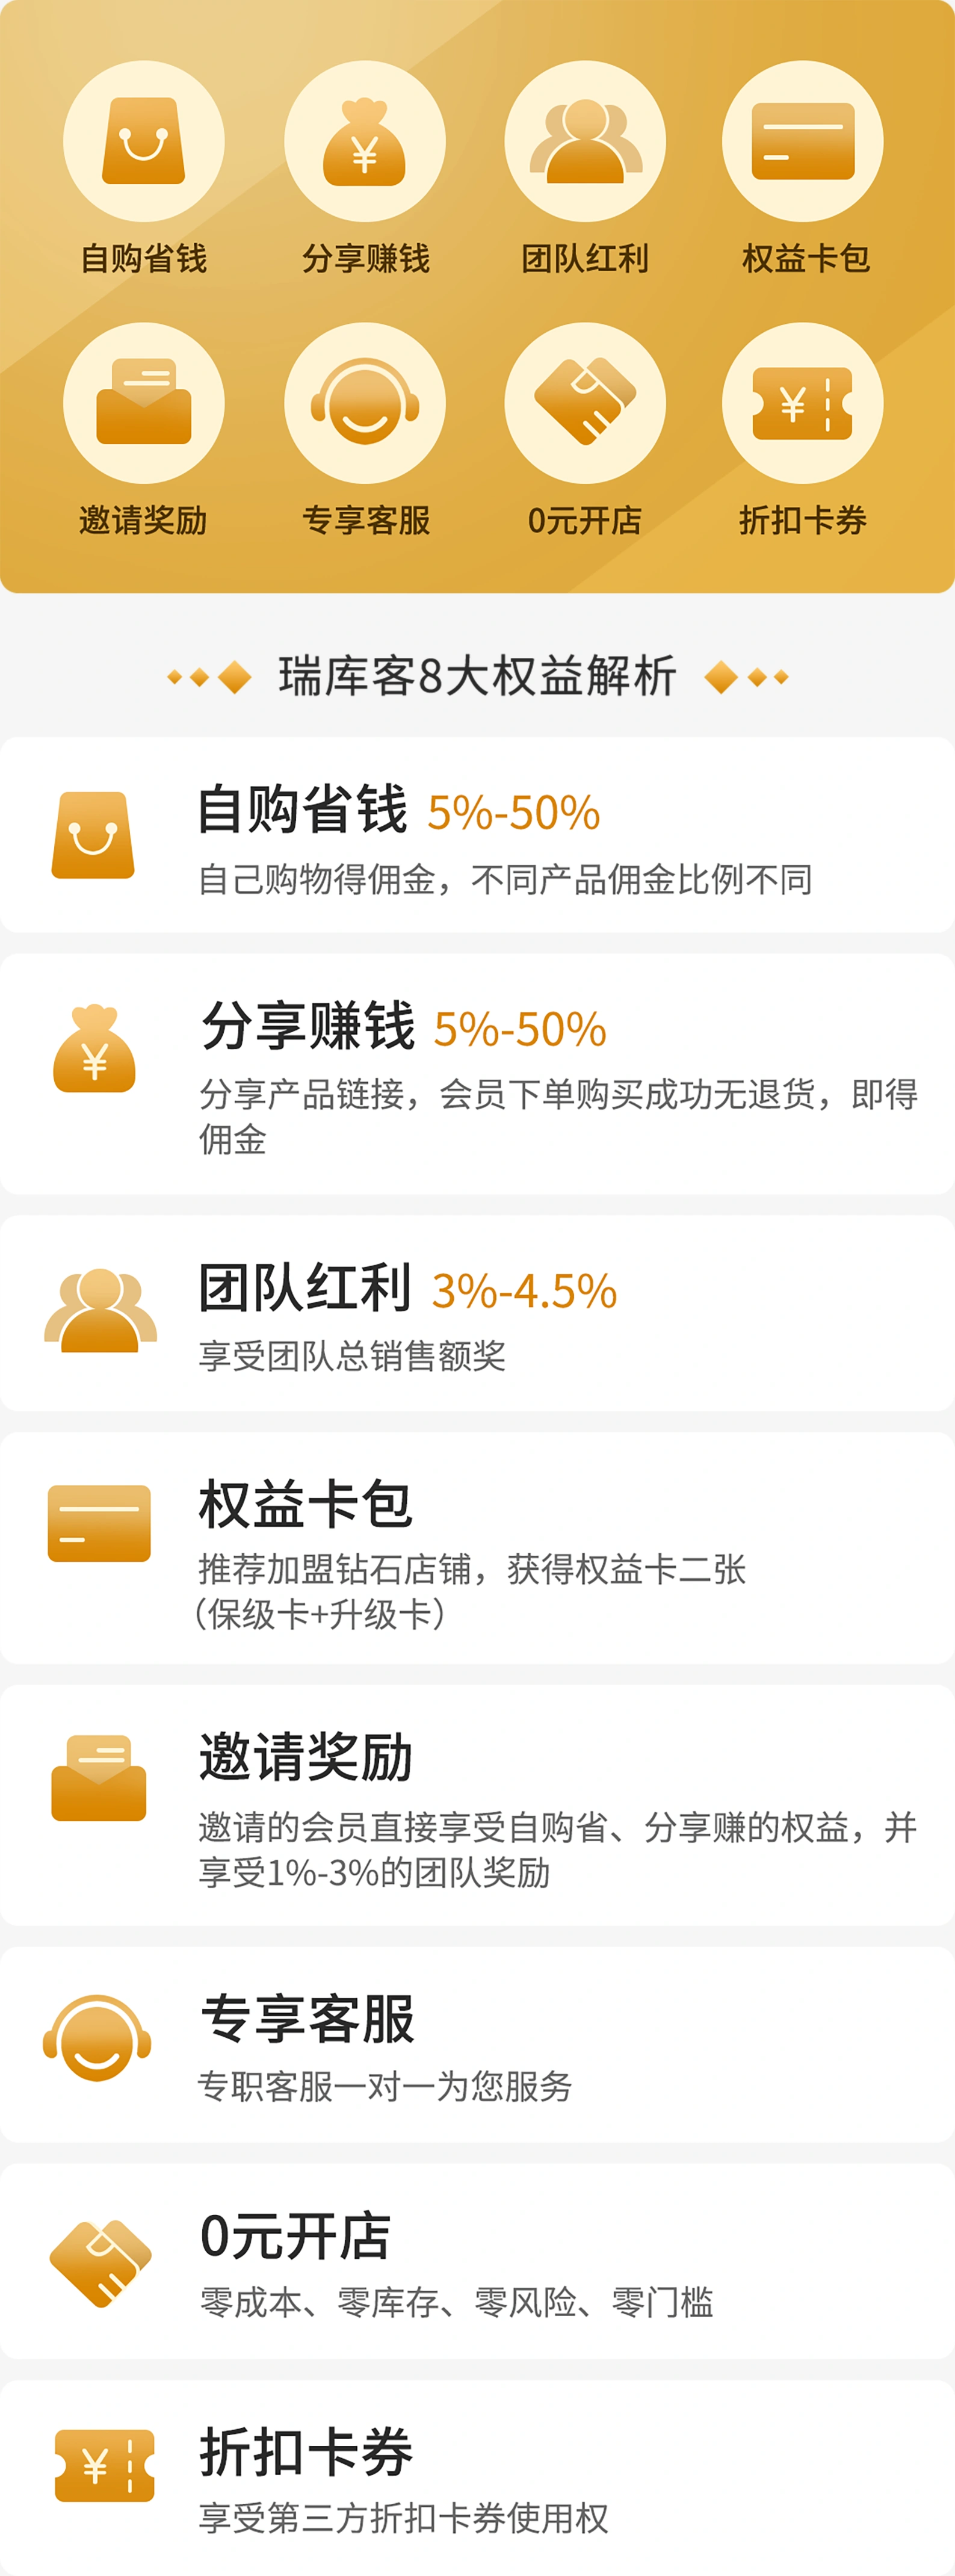 自购省钱 分享赚钱 团队红利 权益卡包
邀请奖励 专享客服 0元开店 折扣卡券
瑞库客8大权益解析
自购省钱 5%-50%
自己购物得佣金，不同产品佣金比例不同
分享赚钱 5%-50%
分享产品链接，会员下单购买成功无退货，即得
佣金
团队红利 3%-4.5%
享受团队总销售额奖
权益卡包
推荐加盟钻石店铺，获得权益卡二张
（保级卡+升级卡）
邀请奖励
邀请的会员直接享受自购省、分享赚的权益，并
享受1%-3%的团队奖励
专享客服
专职客服一对一为您服务
0元开店
零成本、零库存、零风险、零门槛
折扣卡券
享受第三方折扣卡券使用权